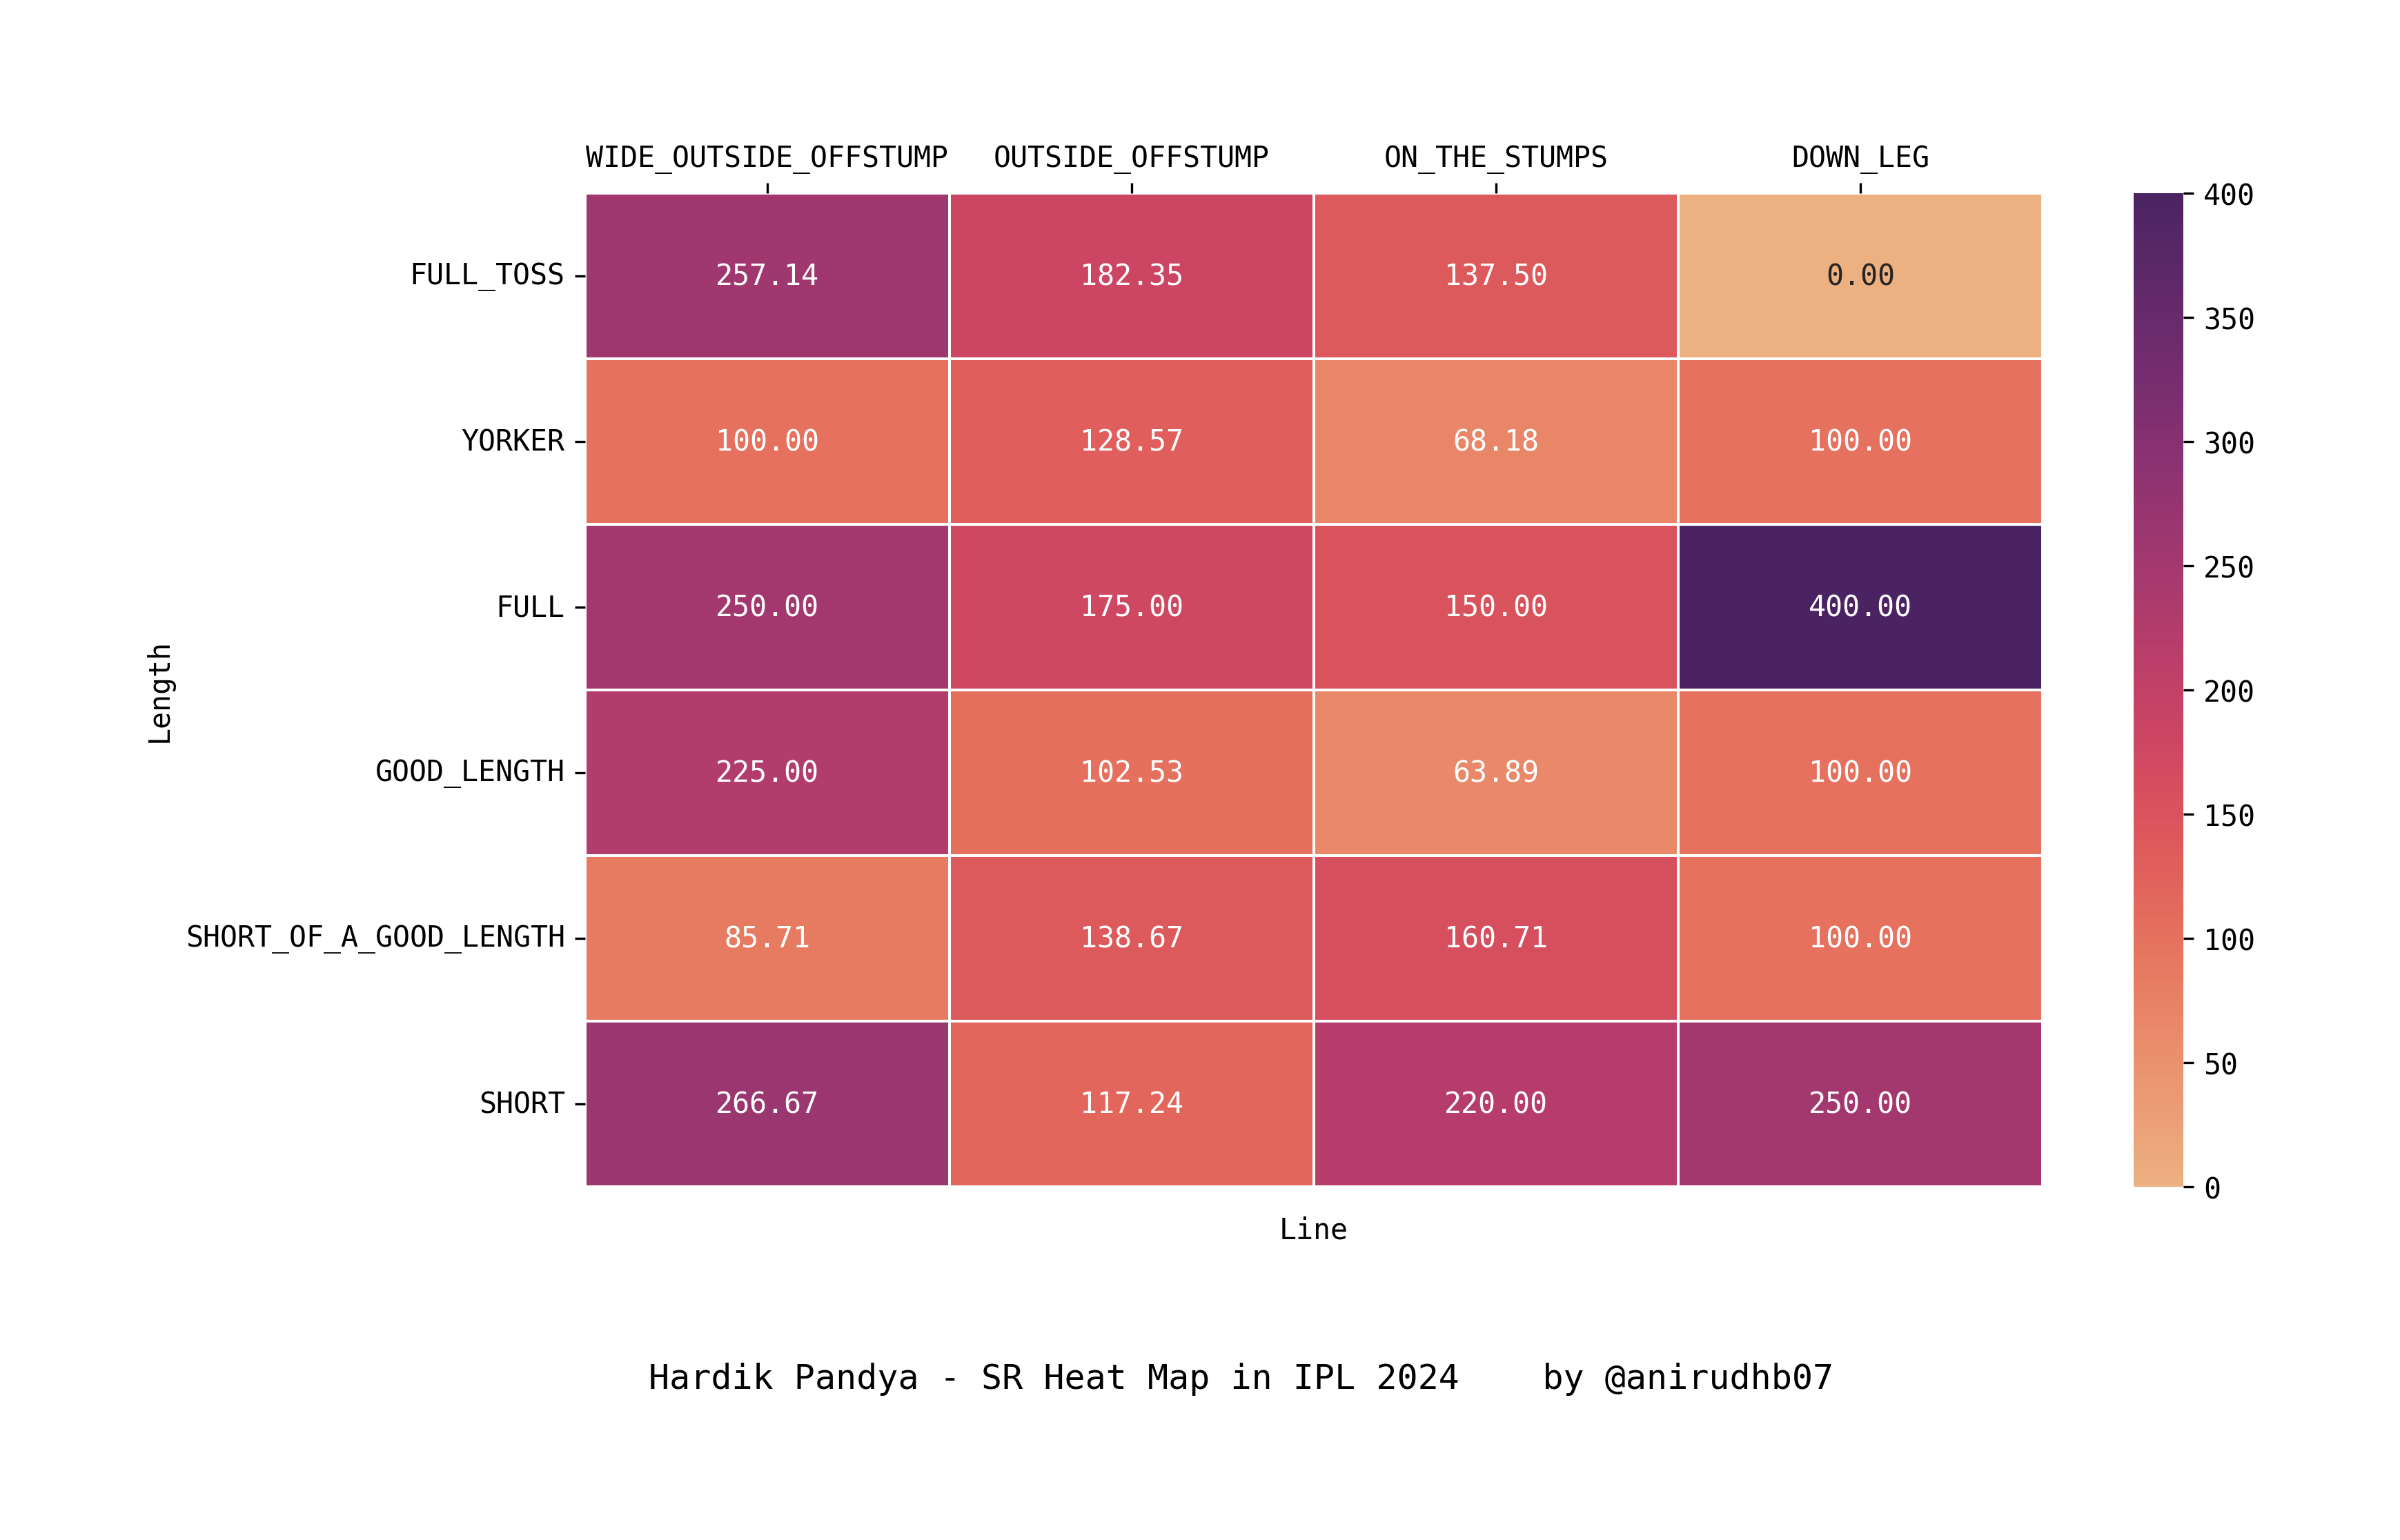 WIDE_OUTSIDE_OFFSTUMP OUTSIDE_OFFSTUMP ON_THE_STUMPS DOWN_LEG
FULL_TOSS 257.14 182.35 137.50 0.00
YORKER 100.00 128.57 68.18 100.00
FULL 250.00 175.00 150.00 400.00
GOOD_LENGTH 225.00 102.53 63.89 100.00
SHORT_OF_A_GOOD_LENGTH 85.71 138.67 160.71 100.00
SHORT 266.67 117.24 220.00 250.00
Length
Line
400
350
300
250
200
150
100
50
0
Hardik Pandya - SR Heat Map in IPL 2024 by @anirudhb07